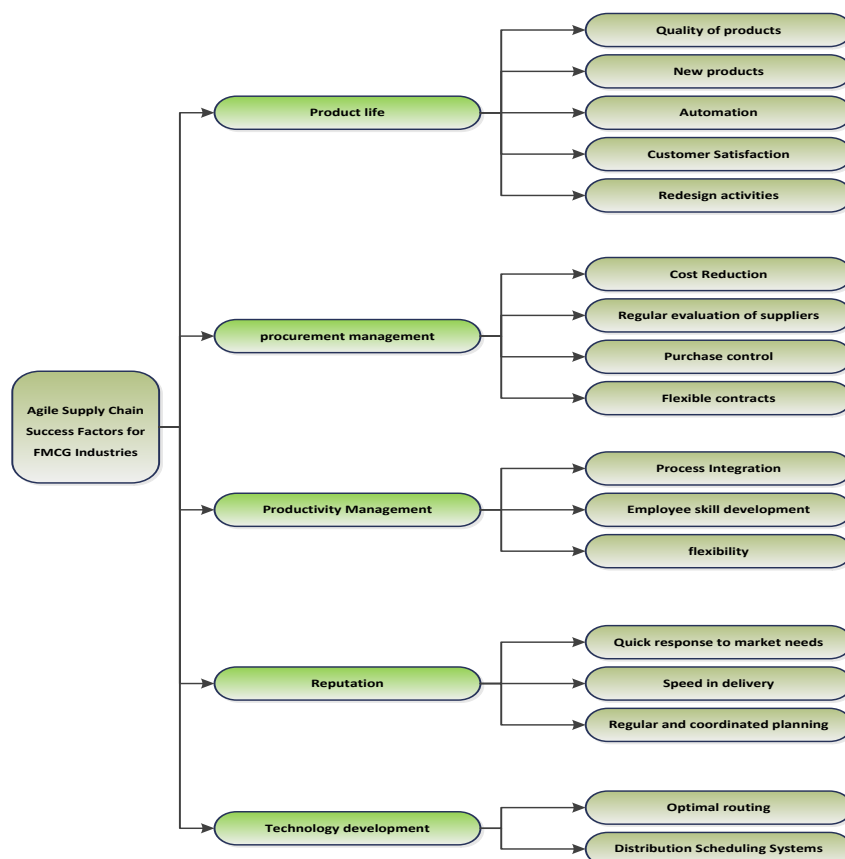 Agile Supply Chain
Success Factors for
FMCG Industries
Product life
Quality of products
New products
Automation
Customer Satisfaction
Redesign activities
procurement management
Cost Reduction
Regular evaluation of suppliers
Purchase control
Flexible contracts
Productivity Management
Process Integration
Employee skill development
flexibility
Reputation
Quick response to market needs
Speed in delivery
Regular and coordinated planning
Technology development
Optimal routing
Distribution Scheduling Systems